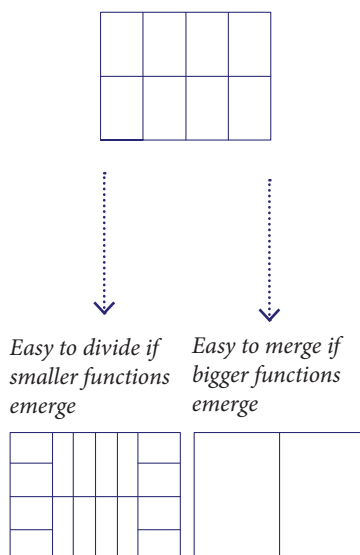 Easy to divide if
smaller functions
emerge
Easy to merge if
bigger functions
emerge